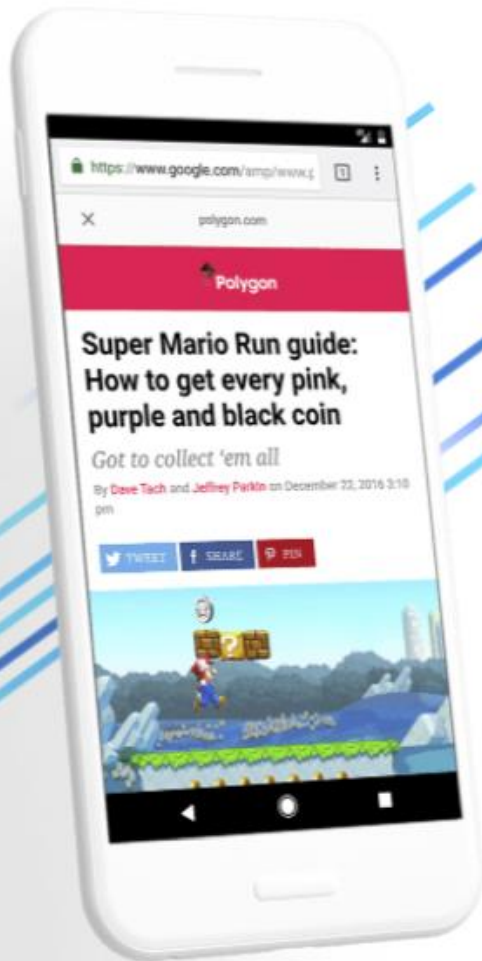 https://www.google.com/amp/www.p
1
polygon.com
Polygon
Super Mario Run guide:
How to get every pink,
purple and black coin
Got to collect 'em all
By Dave Tach and Jeffrey Parkin on December 22, 2016 3:10
pm
TWEET SHARE PIN
?